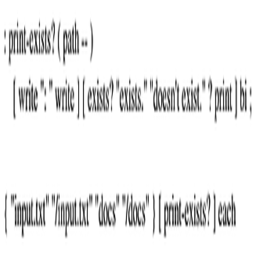 : print-exists? ( path -- )
[ write ": " write ] [ exists? "exists." "doesn't exist." ? print ] bi ;
{ "input.txt" "/input.txt" "docs" "/docs" } [ print-exists? ] each